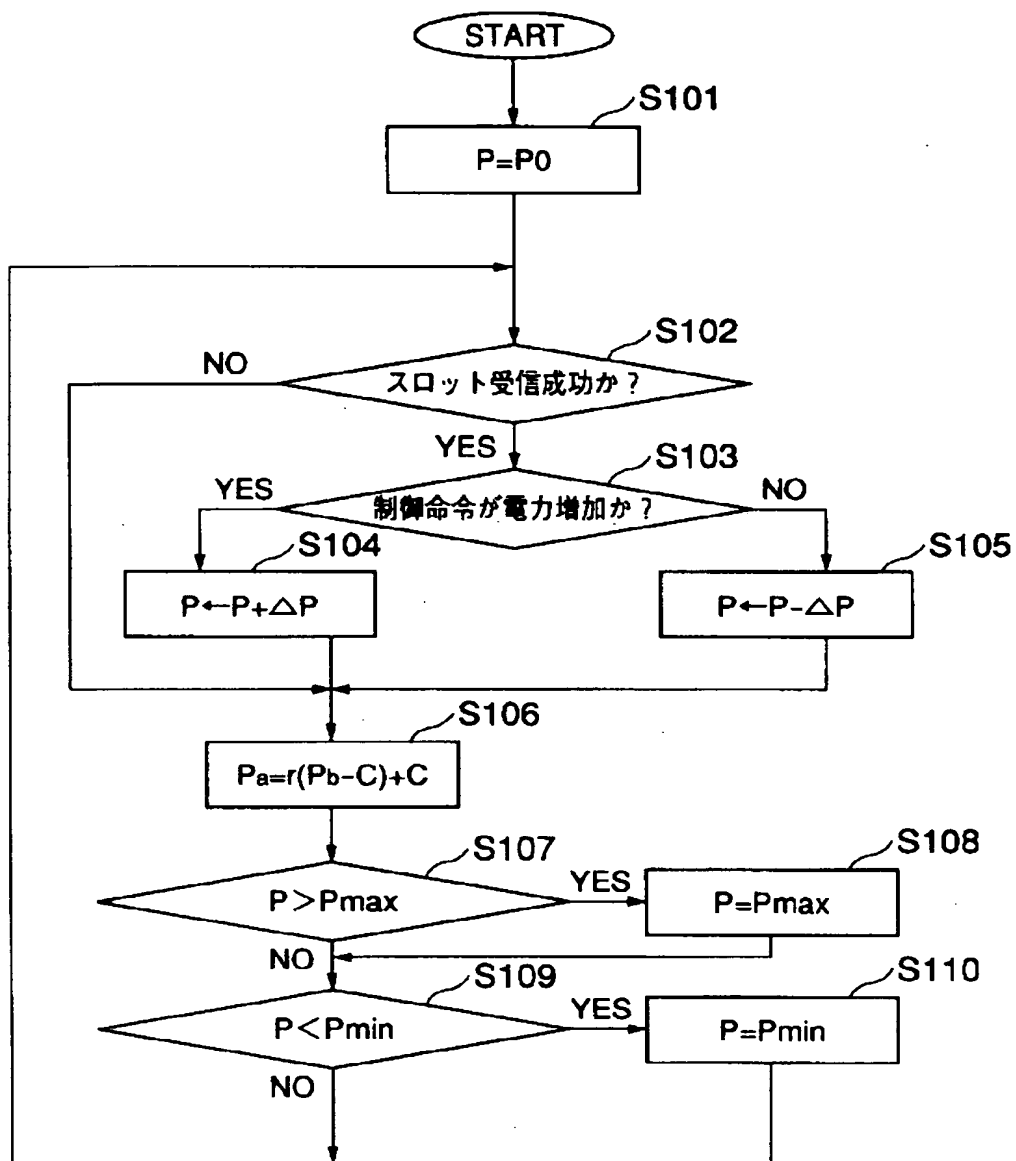 START
S101
P=P0
S102
NO
スロット受信成功か?
YES
S103
YES
制御命令が電力増加か?
NO
S104
S105
P←P+△P
P←P-△P
S106
Pa=r(Pb-C)+C
S107
P>Pmax
YES
S108
P=Pmax
NO
S109
P<Pmin
YES
S110
P=Pmin
NO